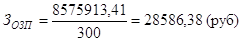 З_ОЗП = 8575913,41 / 300 = 28586,38 (руб)